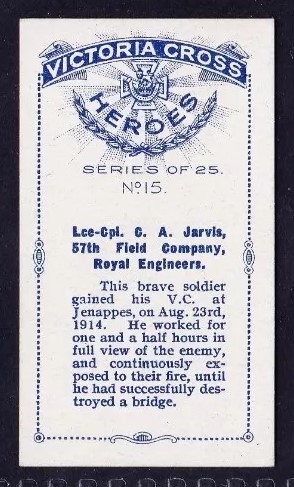 VICTORIA CROSS
HEROES
SERIES OF 25.
No 15.
Lce-Cpl. C. A. Jarvis,
57th Field Company,
Royal Engineers.
This brave soldier
gained his V.C. at
Jenappes, on Aug. 23rd,
1914. He worked for
one and a half hours in
full view of the enemy,
and continuously ex-
posed to their fire, until
he had successfully des-
troyed a bridge.